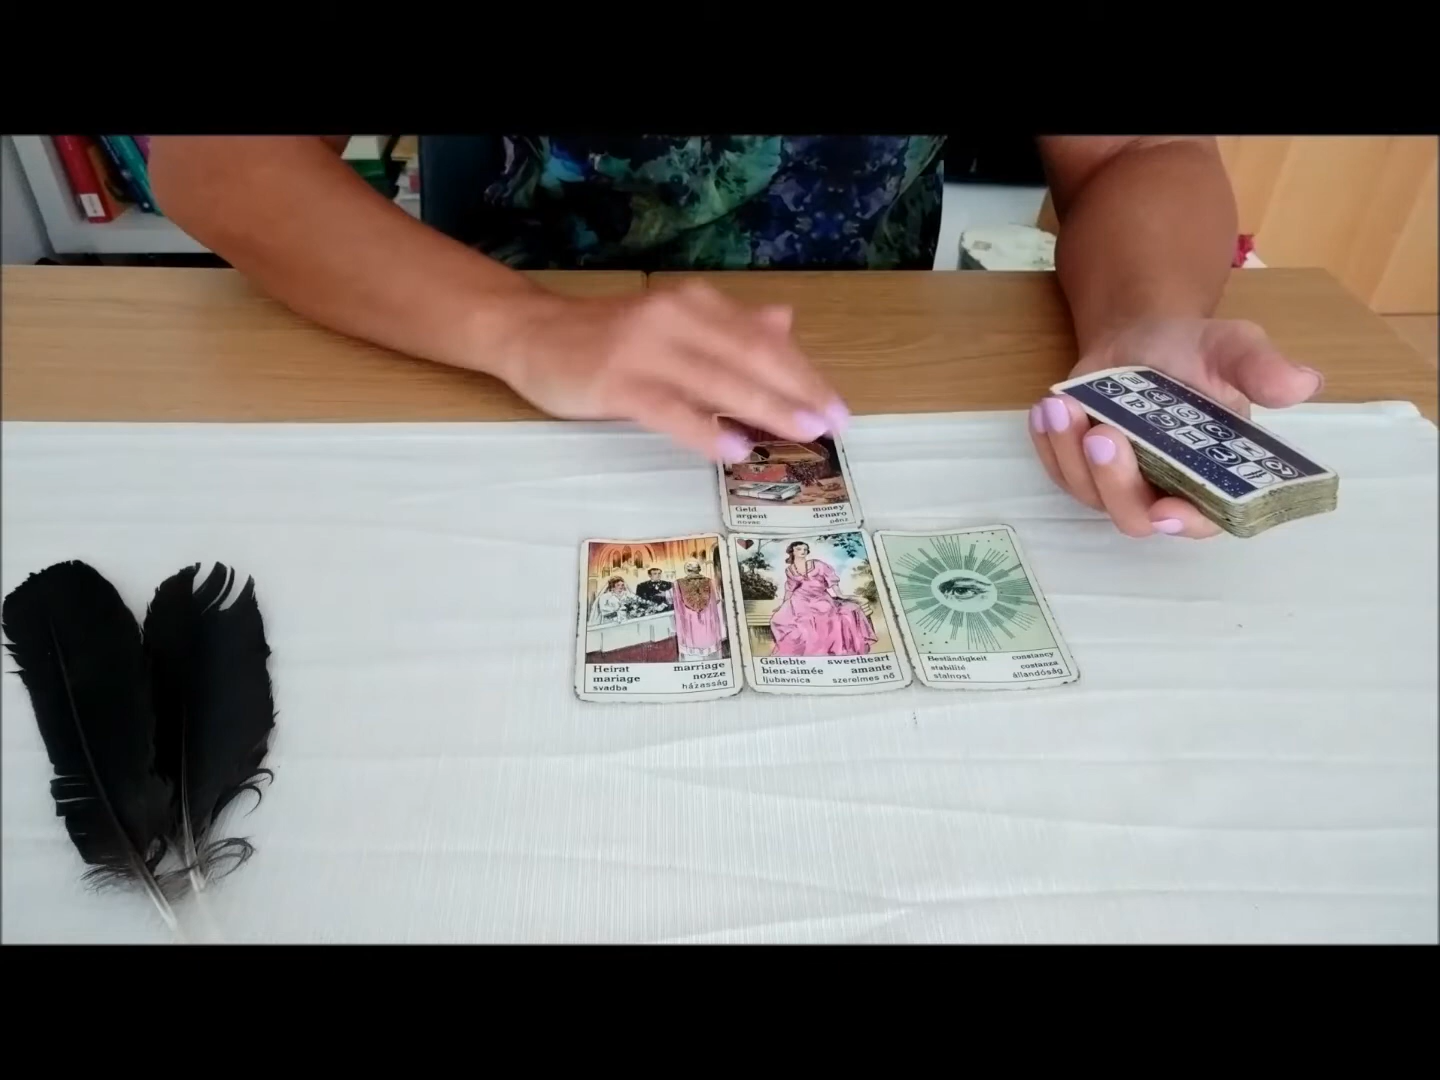 Geld money
argent denaro
novac pénz
Heirat marriage
mariage nozze
svadba házasság
Geliebte sweetheart
bien-aimée amante
ljubavnica szerelmes nő
Beständigkeit constancy
stabilité costanza
stalnost állandóság